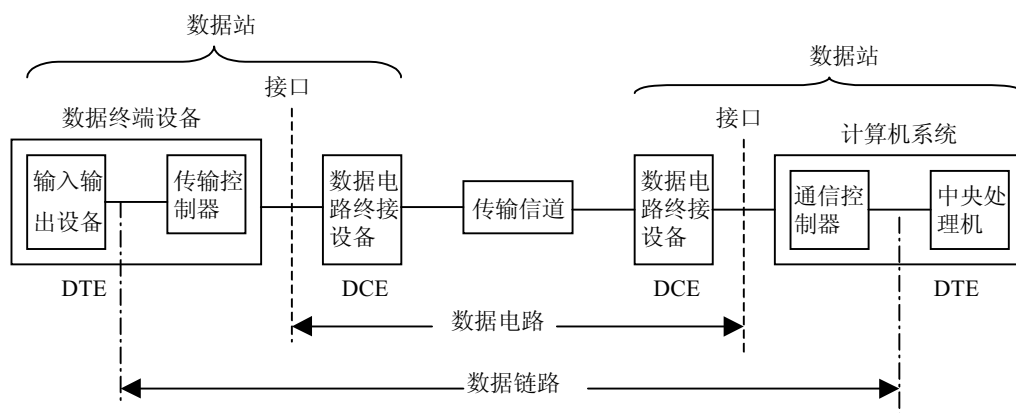 数据站
数据站
接口
接口
数据终端设备
计算机系统
输入输
出设备
传输控
制器
数据电
路终接
设备
传输信道
数据电
路终接
设备
通信控
制器
中央处
理机
DTE
DCE
DCE
DTE
数据电路
数据链路